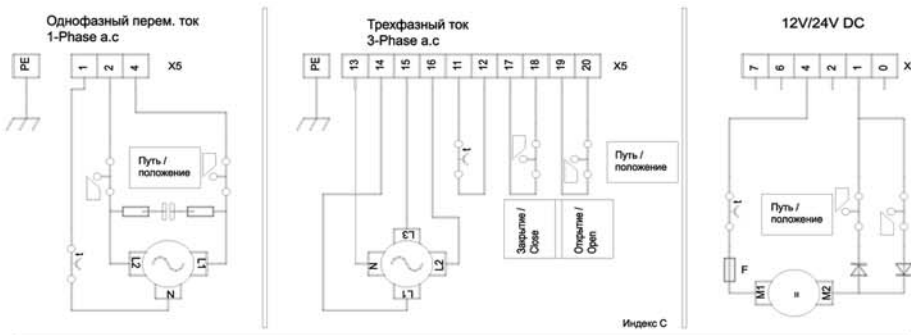 Однофазный перем. ток
1-Phase a.c
PE
1
2
4
X5
Путь /
положение
t
L2
L1
N
Трехфазный ток
3-Phase a.c
PE
13
14
15
16
11
12
17
18
19
20
X5
t
Путь /
положение
Закрытие /
Close
Открытие /
Open
L3
N
L2
L1
Индекс C
12V/24V DC
7
6
4
2
1
0
X
t
Путь /
положение
F
M1
=
M2